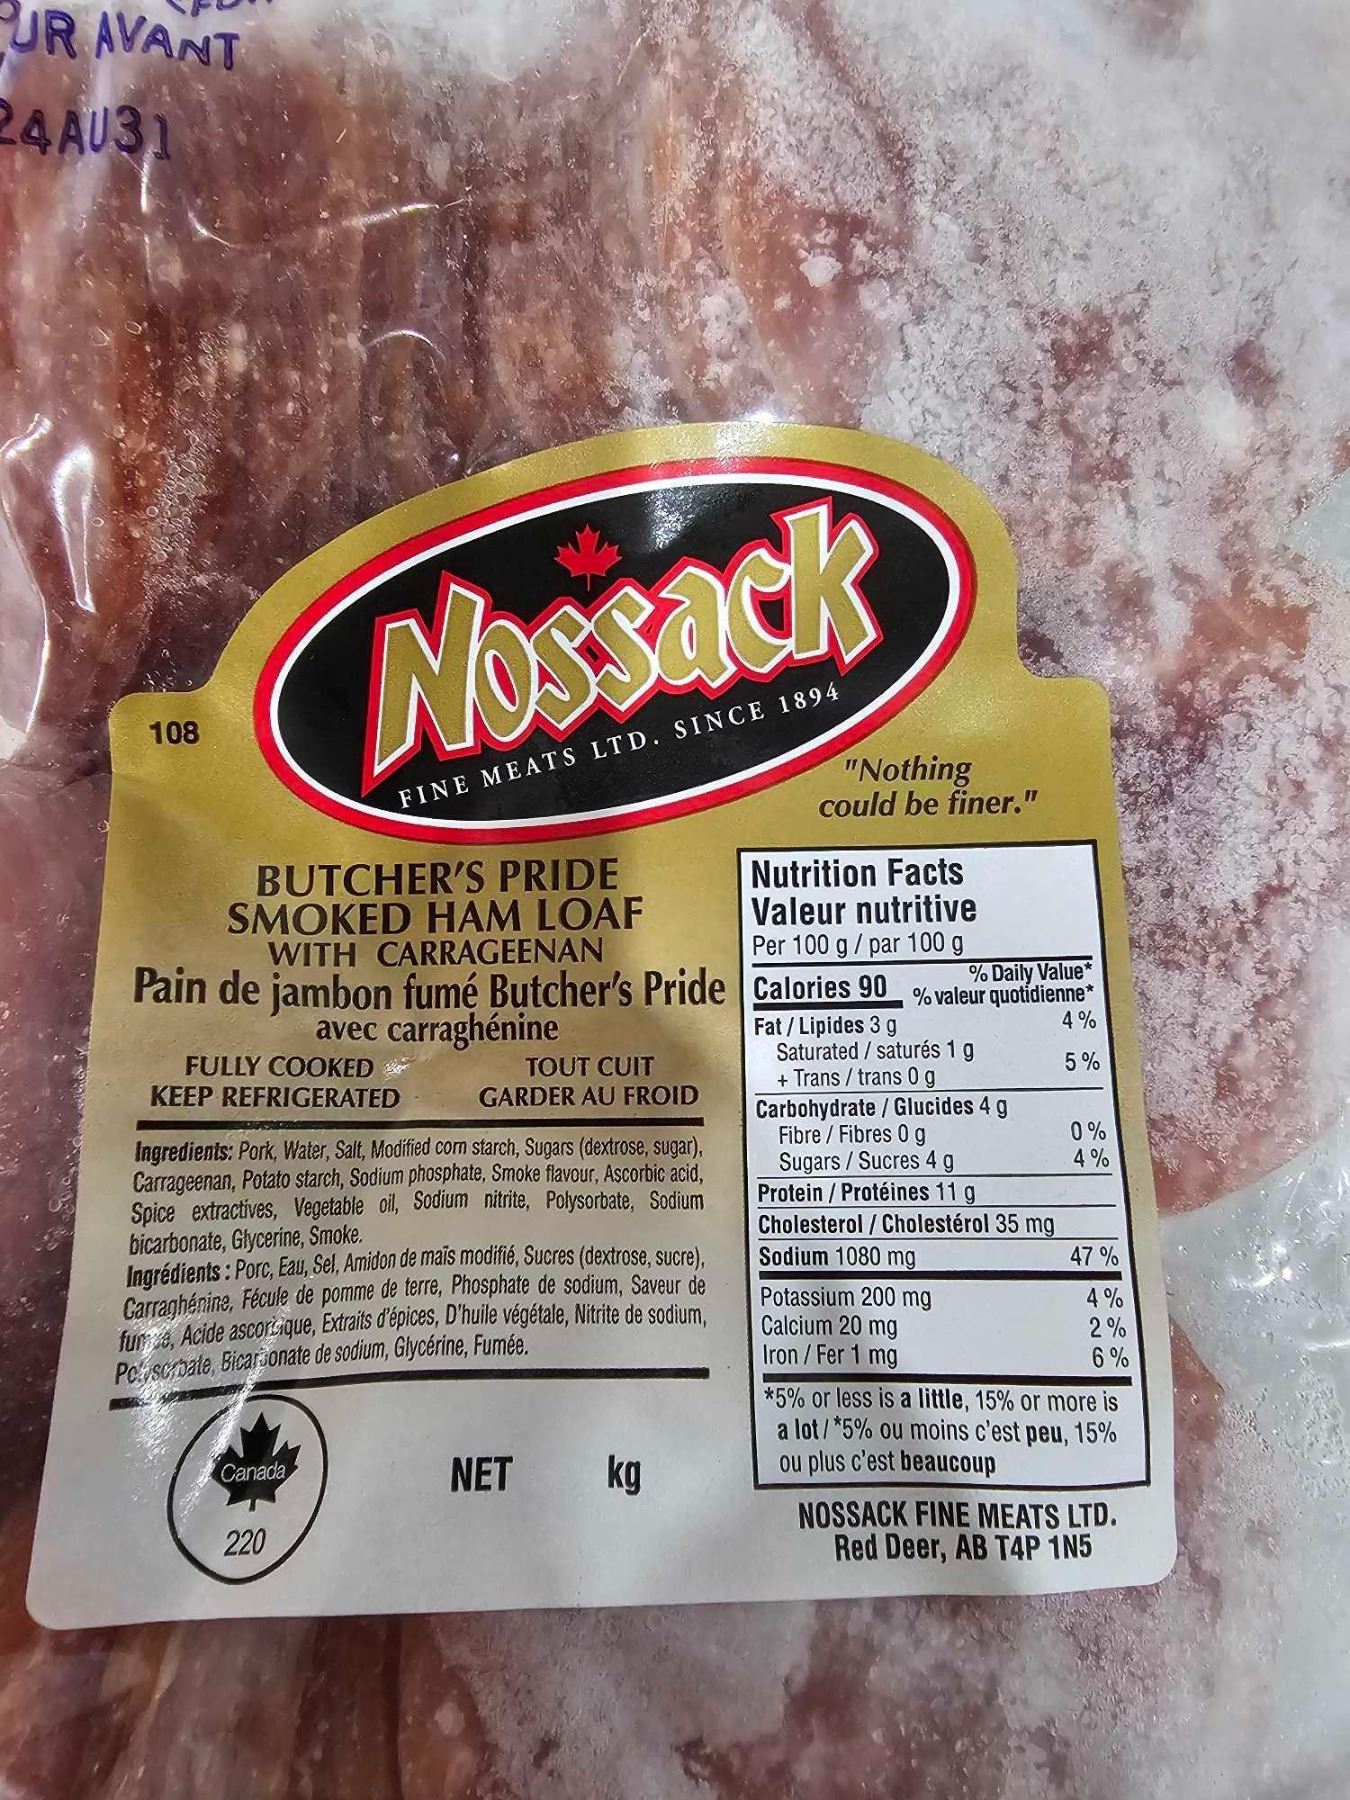 UR AVANT
24AU31
Nossack
FINE MEATS LTD. SINCE 1894
108
"Nothing
could be finer."
BUTCHER'S PRIDE
SMOKED HAM LOAF
WITH CARRAGEENAN
Pain de jambon fumé Butcher's Pride
avec carraghénine
FULLY COOKED TOUT CUIT
KEEP REFRIGERATED GARDER AU FROID
Ingredients: Pork, Water, Salt, Modified corn starch, Sugars (dextrose, sugar),
Carrageenan, Potato starch, Sodium phosphate, Smoke flavour, Ascorbic acid,
Spice extractives, Vegetable oil, Sodium nitrite, Polysorbate, Sodium
bicarbonate, Glycerine, Smoke.
Ingrédients : Porc, Eau, Sel, Amidon de maïs modifié, Sucres (dextrose, sucre),
Carraghénine, Fécule de pomme de terre, Phosphate de sodium, Saveur de
fumée, Acide ascorbique, Extraits d'épices, D'huile végétale, Nitrite de sodium,
Polysorbate, Bicarbonate de sodium, Glycérine, Fumée.
Canada
220
NET kg
Nutrition Facts
Valeur nutritive
Per 100 g / par 100 g
Calories 90
% Daily Value*
% valeur quotidienne*
Fat / Lipides 3 g 4 %
Saturated / saturés 1 g
+ Trans / trans 0 g 5 %
Carbohydrate / Glucides 4 g
Fibre / Fibres 0 g 0 %
Sugars / Sucres 4 g 4 %
Protein / Protéines 11 g
Cholesterol / Cholestérol 35 mg
Sodium 1080 mg 47 %
Potassium 200 mg 4 %
Calcium 20 mg 2 %
Iron / Fer 1 mg 6 %
*5% or less is a little, 15% or more is
a lot / *5% ou moins c'est peu, 15%
ou plus c'est beaucoup
NOSSACK FINE MEATS LTD.
Red Deer, AB T4P 1N5